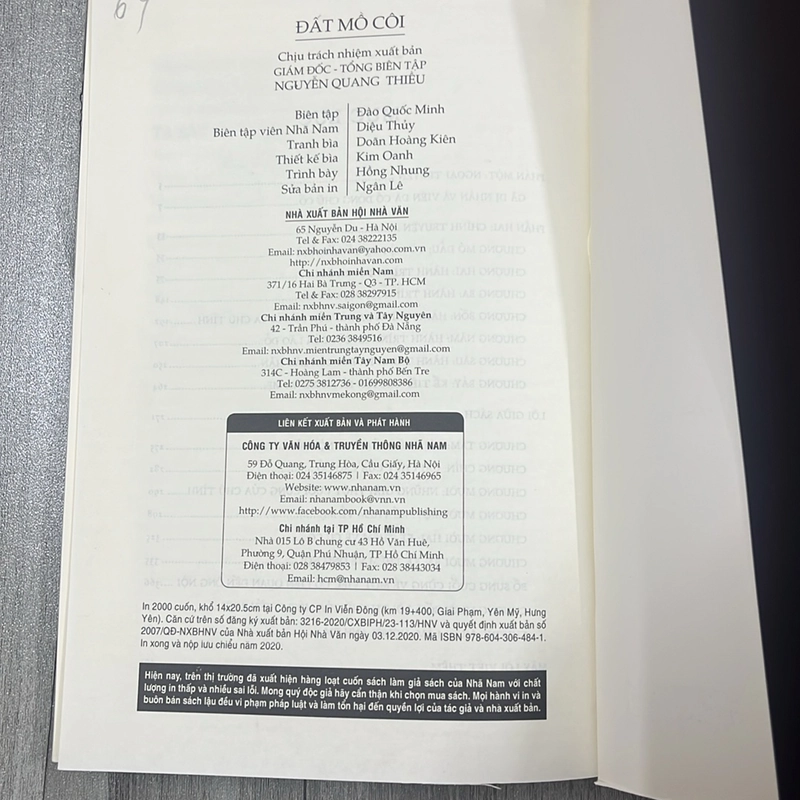 67
ĐẤT MỒ CÔI
Chịu trách nhiệm xuất bản
GIÁM ĐỐC - TỔNG BIÊN TẬP
NGUYỄN QUANG THIỀU
Biên tập Đào Quốc Minh
Biên tập viên Nhã Nam Diệu Thủy
Tranh bìa Doãn Hoàng Kiên
Thiết kế bìa Kim Oanh
Trình bày Hồng Nhung
Sửa bản in Ngân Lê
NHÀ XUẤT BẢN HỘI NHÀ VĂN
65 Nguyễn Du - Hà Nội
Tel & Fax: 024 38222135
Email: nxbhoinhavan@yahoo.com.vn
http://nxbhoinhavan.com
Chi nhánh miền Nam
371/16 Hai Bà Trưng - Q3 - TP. HCM
Tel & Fax: 028 38297915
Email: nxbhnv.saigon@gmail.com
Chi nhánh miền Trung và Tây Nguyên
42 - Trần Phú - thành phố Đà Nẵng
Tel: 0236 3849516
Email: nxbhnv.mientrungtaynguyen@gmail.com
Chi nhánh miền Tây Nam Bộ
314C - Hoàng Lam - thành phố Bến Tre
Tel: 0275 3812736 - 01699808386
Email: nxbhnvmekong@gmail.com
LIÊN KẾT XUẤT BẢN VÀ PHÁT HÀNH
CÔNG TY VĂN HÓA & TRUYỀN THÔNG NHÃ NAM
59 Đỗ Quang, Trung Hòa, Cầu Giấy, Hà Nội
Điện thoại: 024 35146875 | Fax: 024 35146965
Website: www.nhanam.vn
Email: nhanambook@vnn.vn
http://www.facebook.com/nhanampublishing
Chi nhánh tại TP Hồ Chí Minh
Nhà 015 Lô B chung cư 43 Hồ Văn Huê,
Phường 9, Quận Phú Nhuận, TP Hồ Chí Minh
Điện thoại: 028 38479853 | Fax: 028 38443034
Email: hcm@nhanam.vn
In 2000 cuốn, khổ 14x20.5cm tại Công ty CP In Viễn Đông (km 19+400, Giai Phạm, Yên Mỹ, Hưng
Yên). Căn cứ trên số đăng ký xuất bản: 3216-2020/CXBIPH/23-113/HNV và quyết định xuất bản số
2007/QĐ-NXBHNV của Nhà xuất bản Hội Nhà Văn ngày 03.12.2020. Mã ISBN 978-604-306-484-1.
In xong và nộp lưu chiểu năm 2020.
Hiện nay, trên thị trường đã xuất hiện hàng loạt cuốn sách làm giả sách của Nhã Nam với chất
lượng in thấp và nhiều sai lỗi. Mong quý độc giả hãy cẩn thận khi chọn mua sách. Mọi hành vi in và
buôn bán sách lậu đều vi phạm pháp luật và làm tổn hại đến quyền lợi của tác giả và nhà xuất bản.